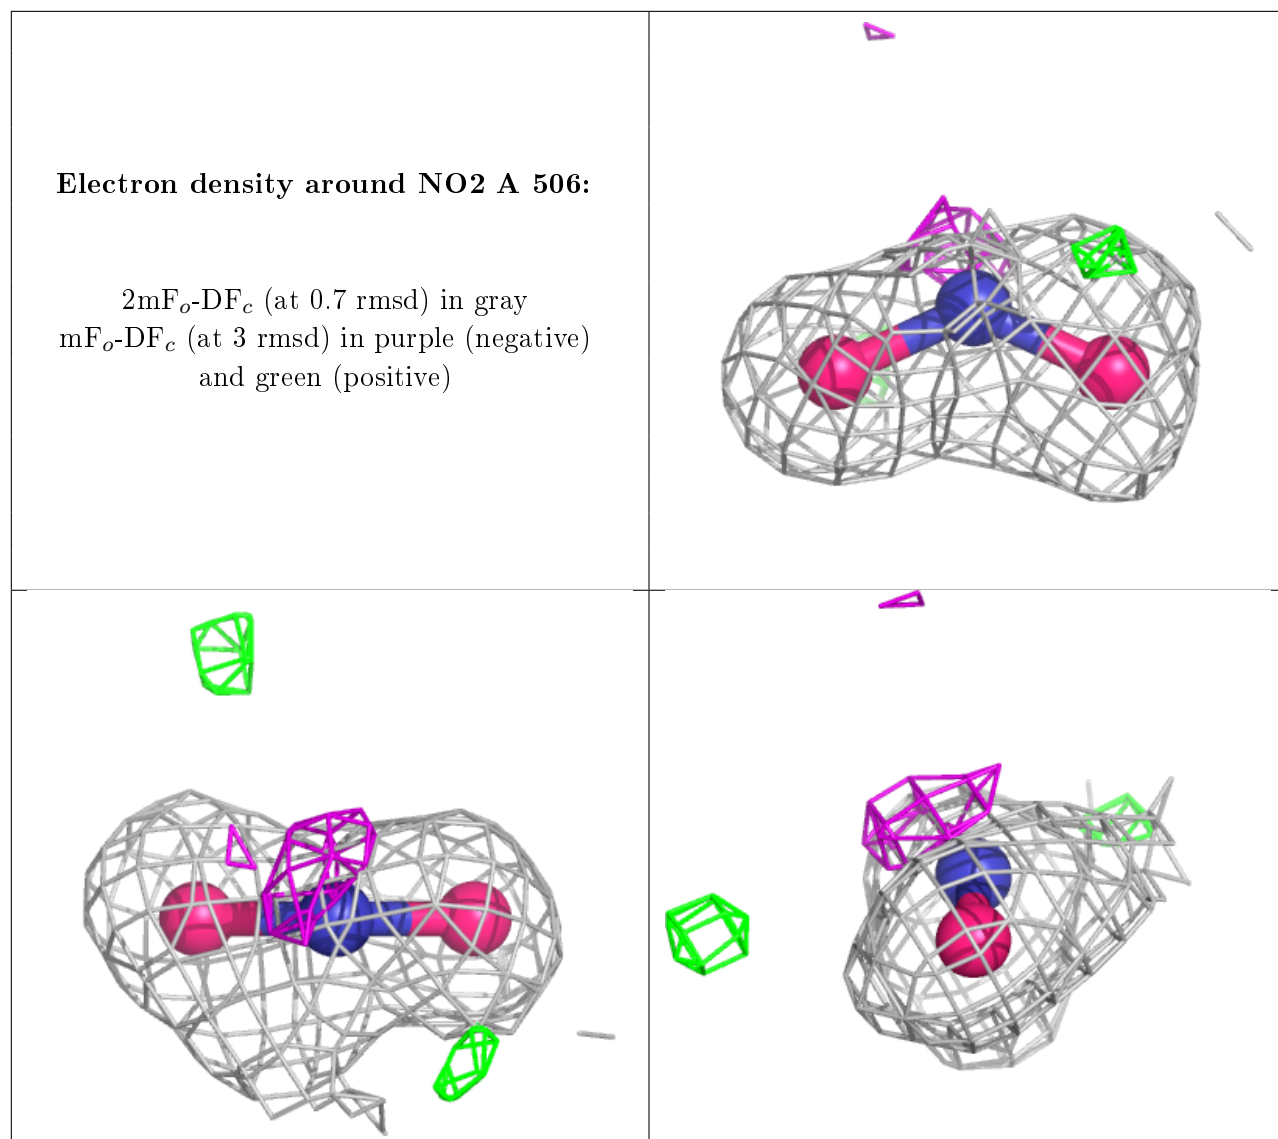 Electron density around NO2 A 506:
2mFo-DFc (at 0.7 rmsd) in gray
mFo-DFc (at 3 rmsd) in purple (negative)
and green (positive)